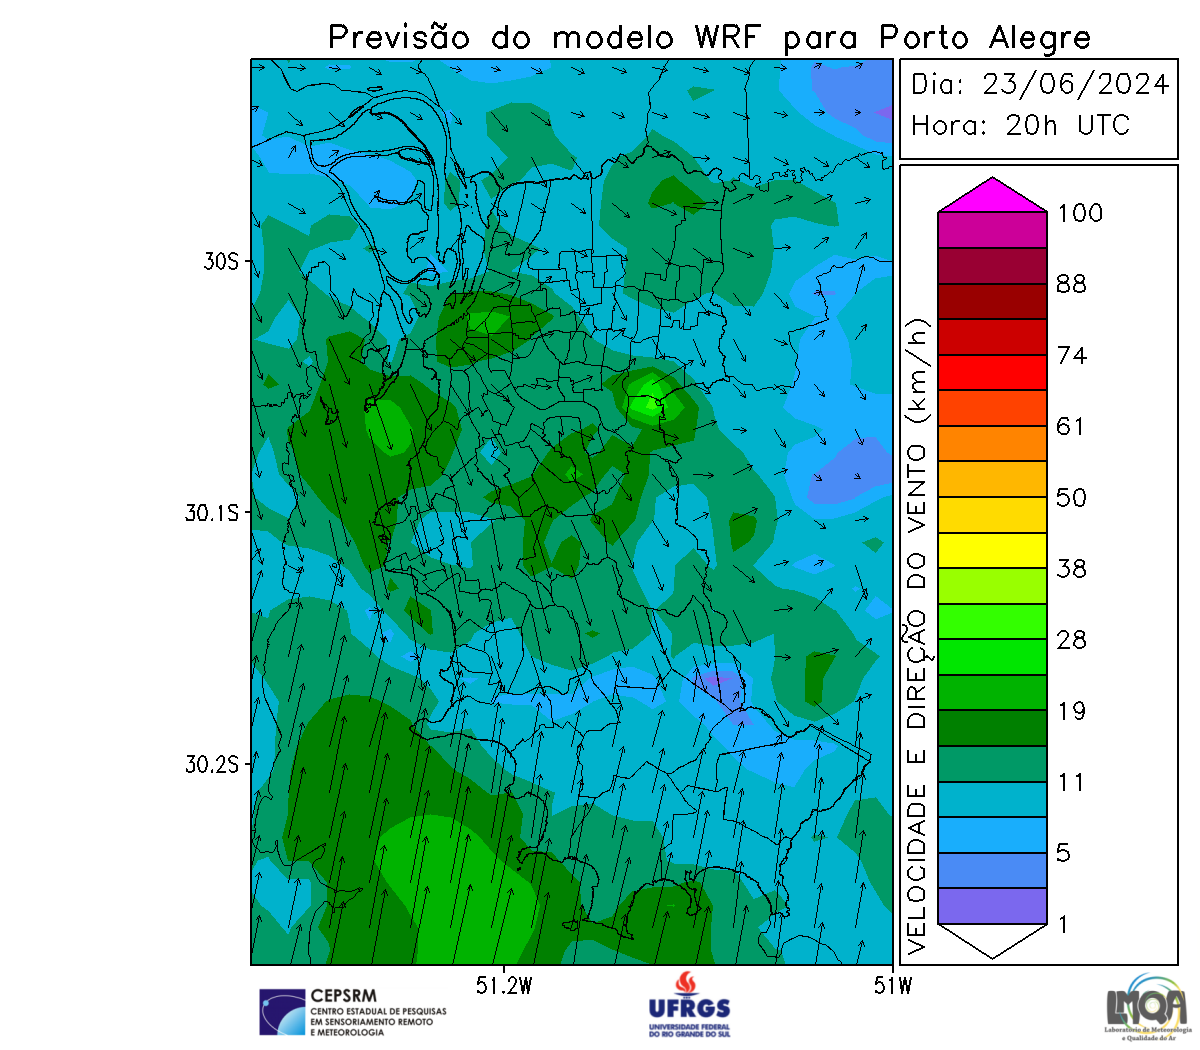 Previsão do modelo WRF para Porto Alegre
Dia: 23/06/2024
Hora: 20h UTC
30S
30.1S
30.2S
51.2W
51W
VELOCIDADE E DIREÇÃO DO VENTO (km/h)
100
88
74
61
50
38
28
19
11
5
1
CEPSRM
CENTRO ESTADUAL DE PESQUISAS
EM SENSORIAMENTO REMOTO
E METEOROLOGIA
UFRGS
UNIVERSIDADE FEDERAL
DO RIO GRANDE DO SUL
LMQA
Laboratório de Meteorologia
e Qualidade do Ar